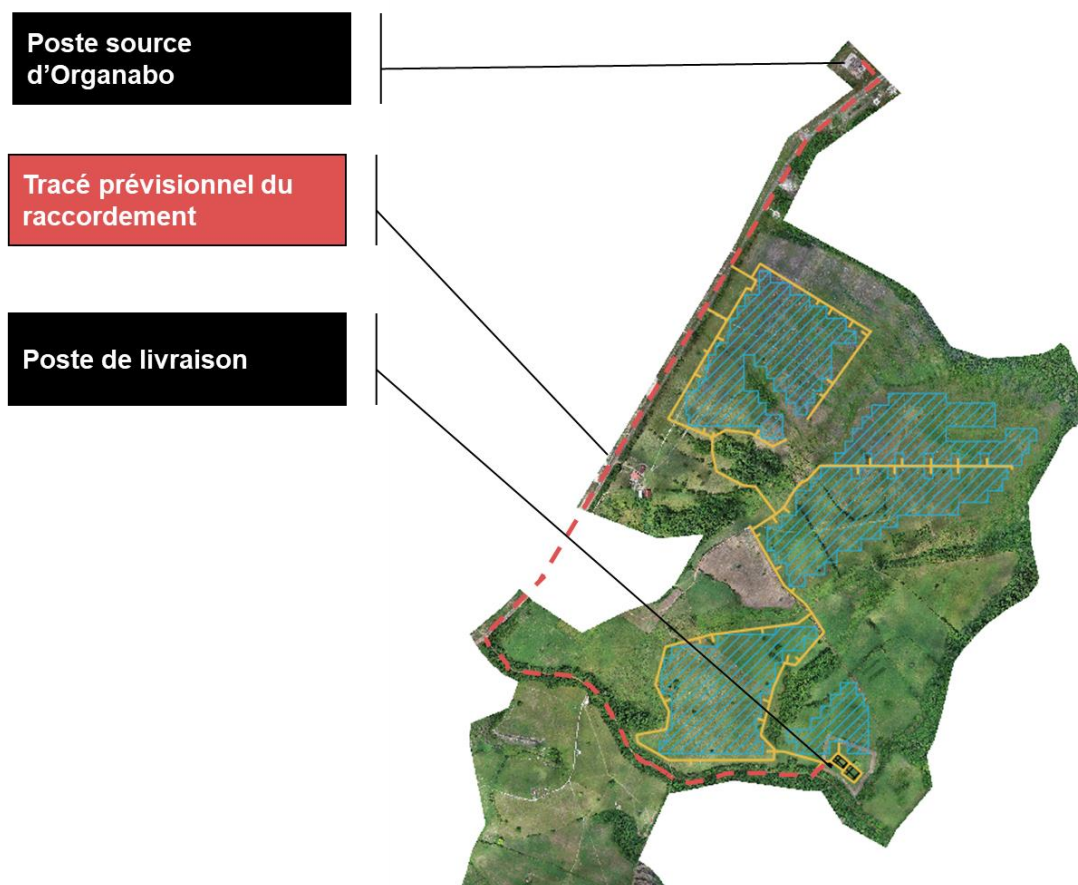 Poste source
d’Organabo
Tracé prévisionnel du
raccordement
Poste de livraison